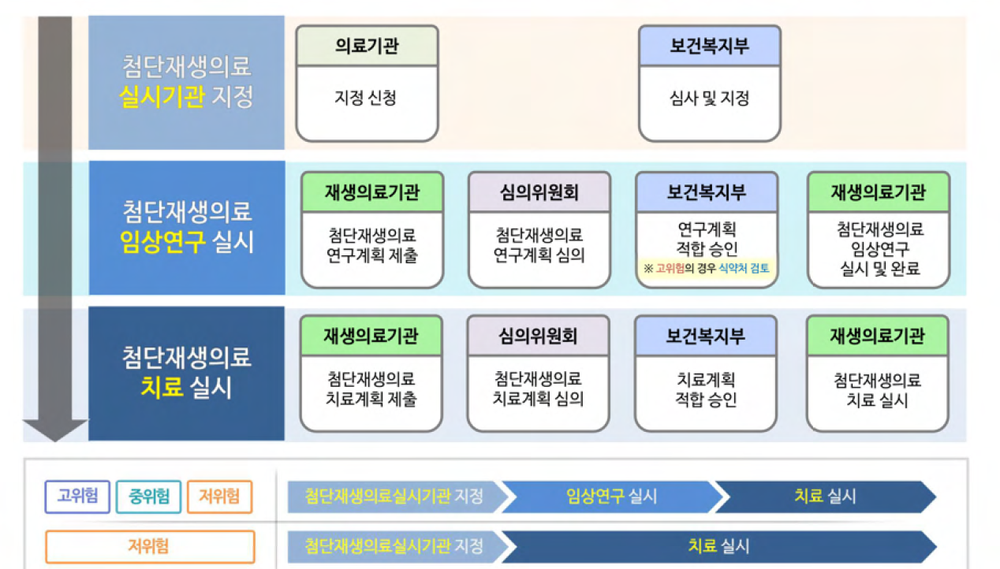 첨단재생의료
실시기관 지정
의료기관
지정 신청
보건복지부
심사 및 지정
첨단재생의료
임상연구 실시
재생의료기관
첨단재생의료
연구계획 제출
심의위원회
첨단재생의료
연구계획 심의
보건복지부
연구계획
적합 승인
※ 고위험의 경우 식약처 검토
재생의료기관
첨단재생의료
임상연구
실시 및 완료
첨단재생의료
치료 실시
재생의료기관
첨단재생의료
치료계획 제출
심의위원회
첨단재생의료
치료계획 심의
보건복지부
치료계획
적합 승인
재생의료기관
첨단재생의료
치료 실시
고위험 중위험 저위험
첨단재생의료실시기관 지정 임상연구 실시 치료 실시
저위험
첨단재생의료실시기관 지정 치료 실시